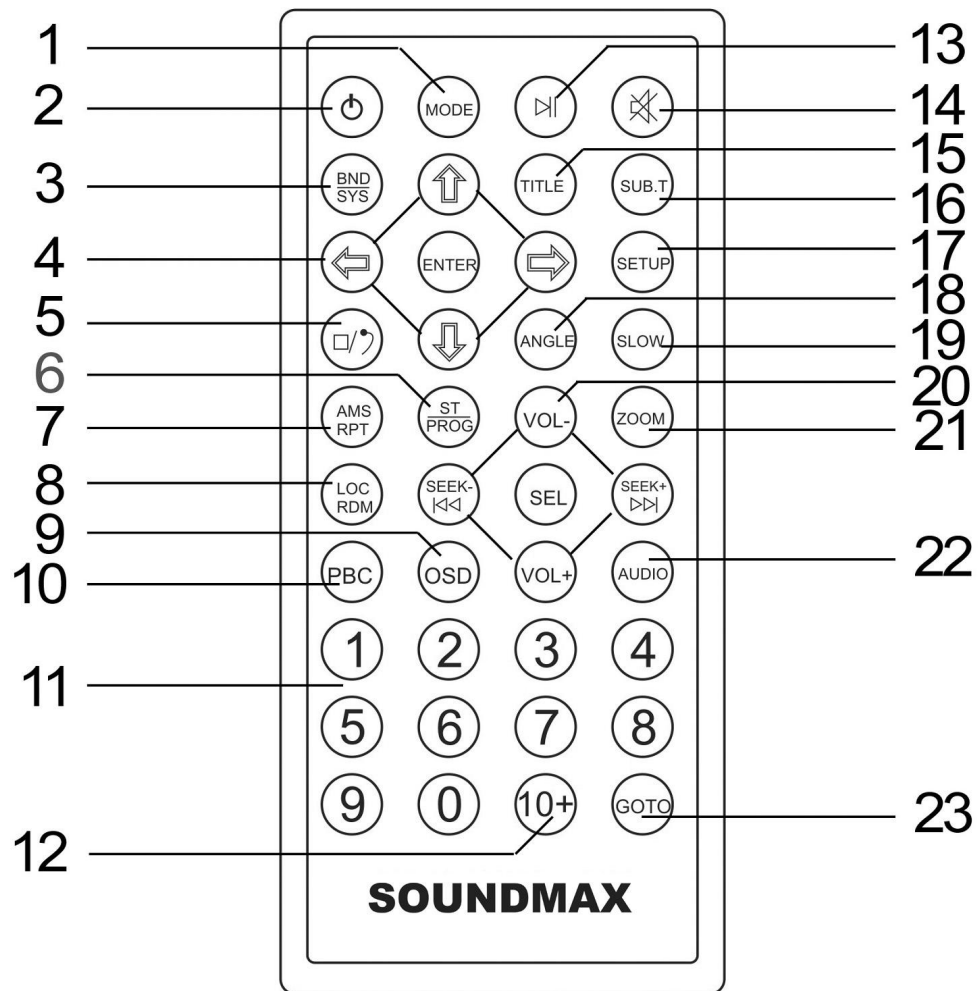 1 13
2 MODE 14
15
3 BND TITLE SUB.T 16
SYS
17
4 ENTER SETUP
18
5 ANGLE SLOW 19
6 20
7 AMS ST VOL- ZOOM 21
RPT PROG
8 LOC SEEK- SEL SEEK+
RDM
9
10 PBC OSD VOL+ AUDIO 22
1 2 3 4
11
5 6 7 8
9 0 10+ GOTO 23
12
SOUNDMAX